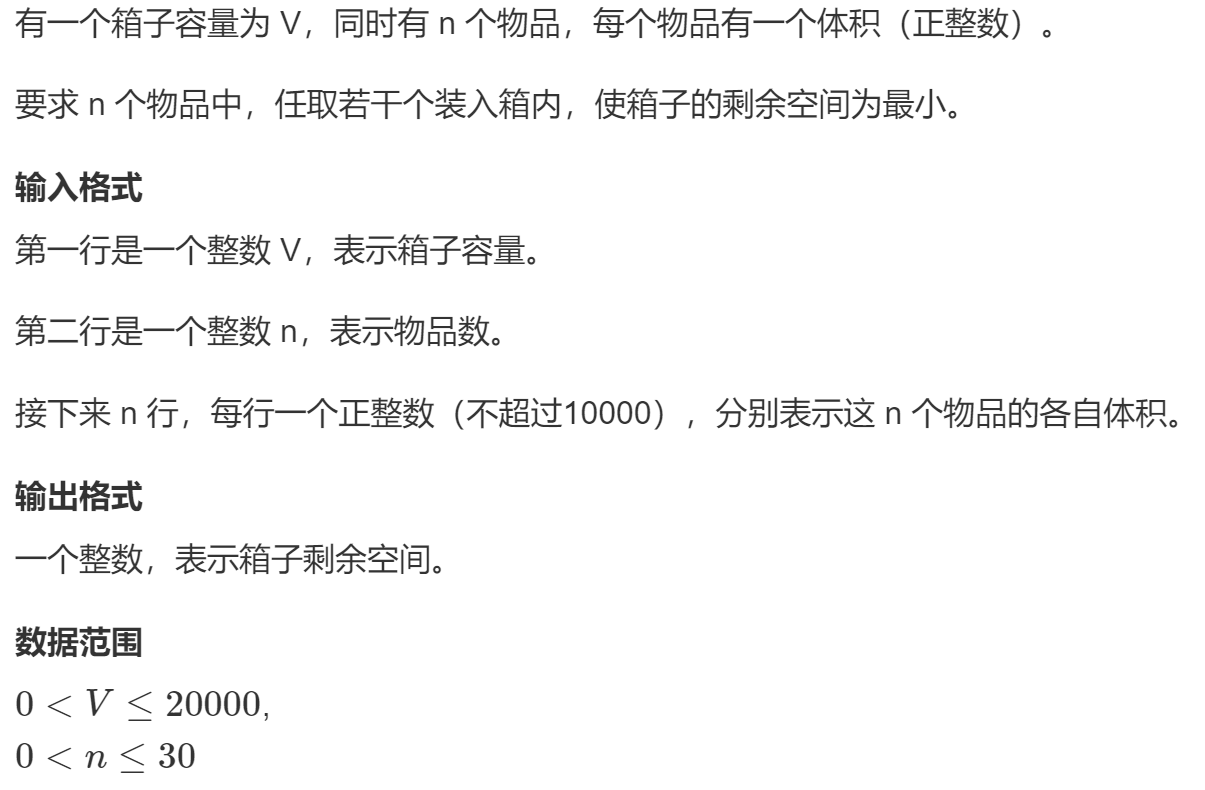 有一个箱子容量为 V，同时有 n 个物品，每个物品有一个体积（正整数）。
要求 n 个物品中，任取若干个装入箱内，使箱子的剩余空间为最小。
输入格式
第一行是一个整数 V，表示箱子容量。
第二行是一个整数 n，表示物品数。
接下来 n 行，每行一个正整数（不超过10000），分别表示这 n 个物品的各自体积。
输出格式
一个整数，表示箱子剩余空间。
数据范围
0 < V ≤ 20000,
0 < n ≤ 30